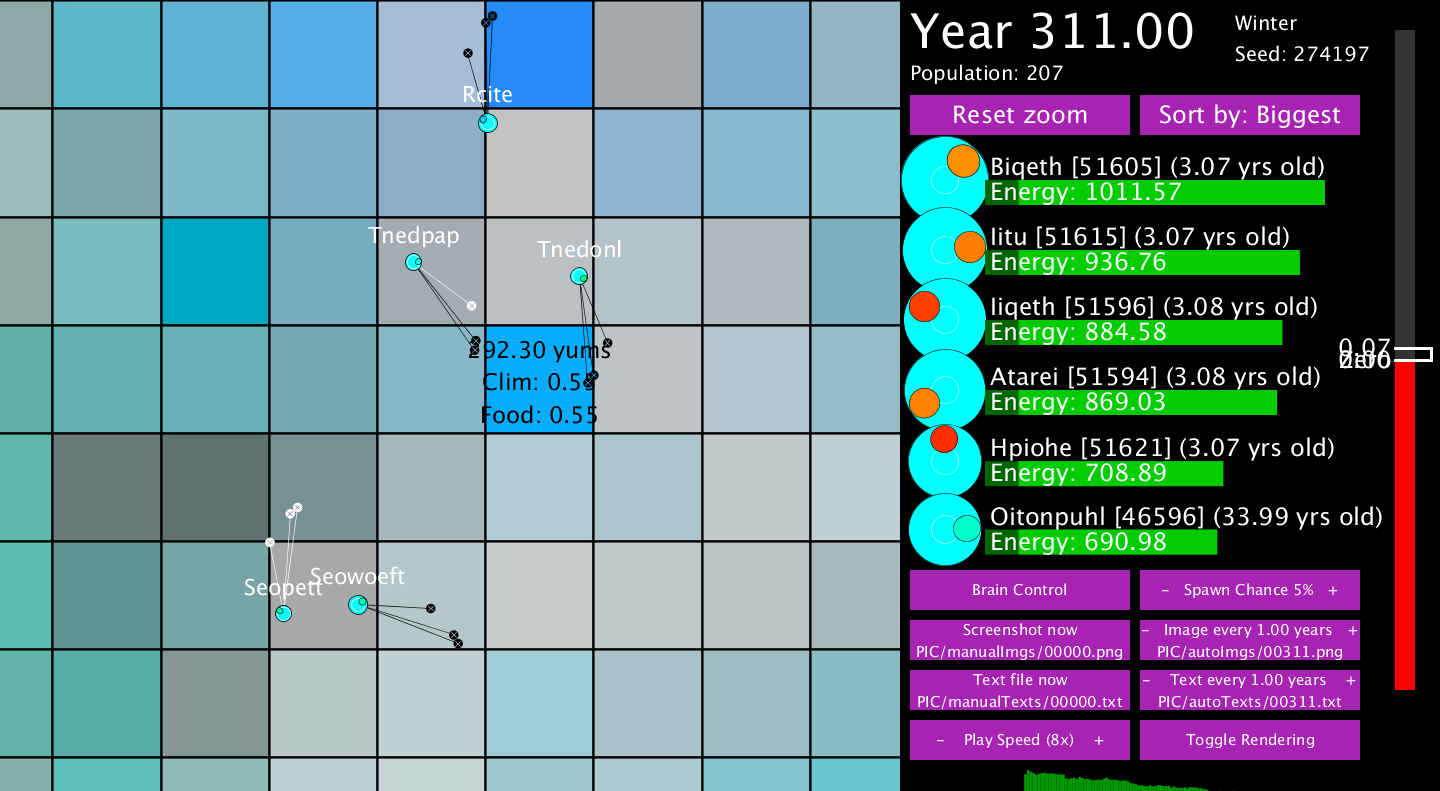 Rcite
Tnedpap
Tnedonl
92.30 yums
Clim: 0.55
Food: 0.55
Seopett
Seowoeft
Year 311.00
Winter
Seed: 274197
Population: 207
Reset zoom
Sort by: Biggest
Biqeth [51605] (3.07 yrs old)
Energy: 1011.57
Iitu [51615] (3.07 yrs old)
Energy: 936.76
Iiqeth [51596] (3.08 yrs old)
Energy: 884.58
Atarei [51594] (3.08 yrs old)
Energy: 869.03
Hpiohe [51621] (3.07 yrs old)
Energy: 708.89
Oitonpuhl [46596] (33.99 yrs old)
Energy: 690.98
0.07
Brain Control
- Spawn Chance 5% +
Screenshot now
PIC/manualImgs/00000.png
- Image every 1.00 years +
PIC/autoImgs/00311.png
Text file now
PIC/manualTexts/00000.txt
- Text every 1.00 years +
PIC/autoTexts/00311.txt
- Play Speed (8x) +
Toggle Rendering